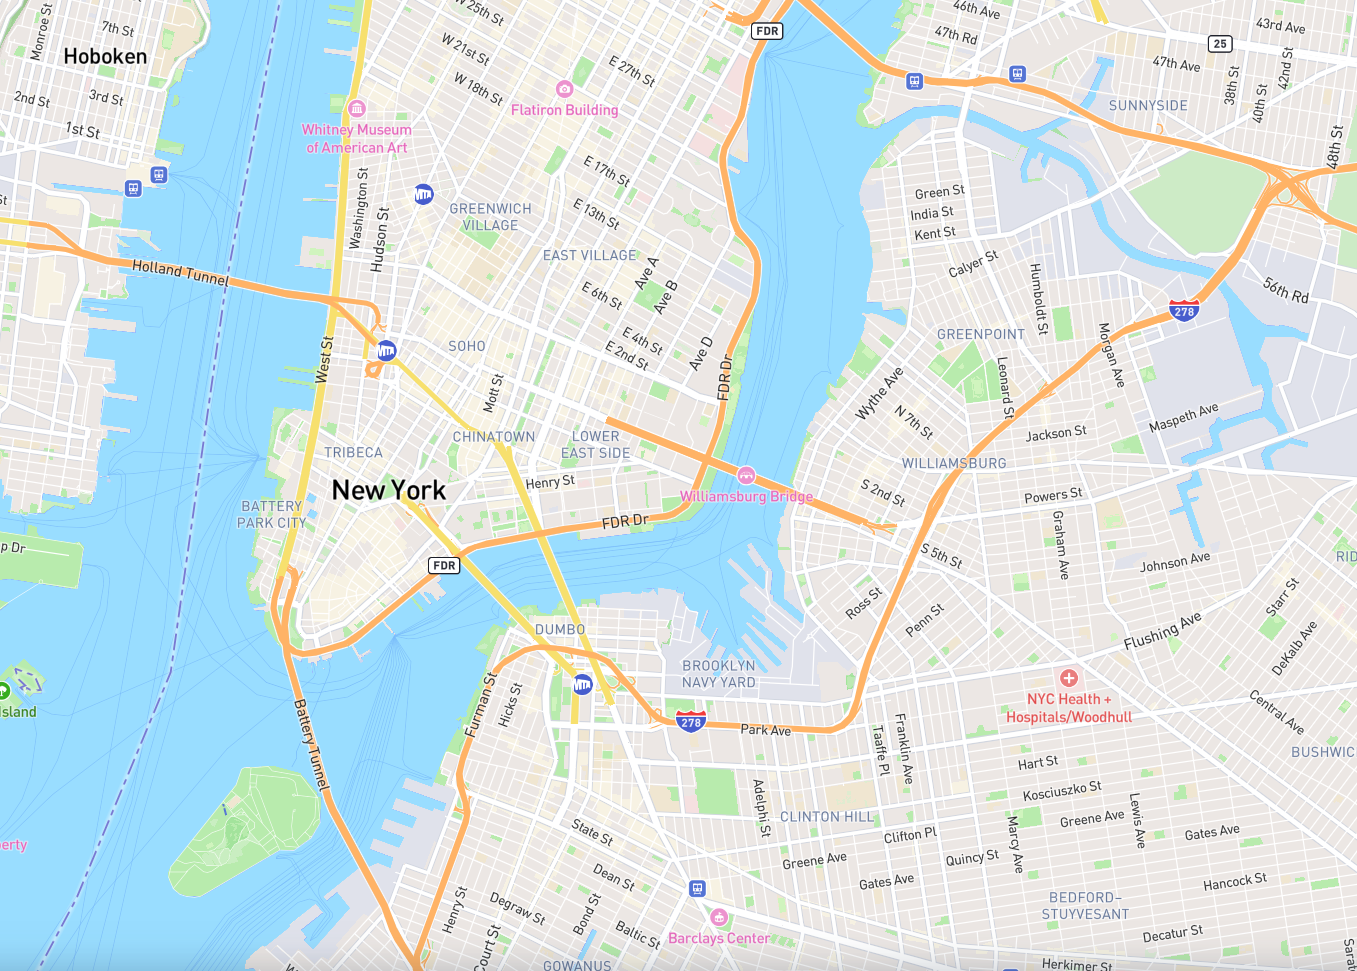 W 25th St
FDR
46th Ave
43rd Ave
47th Rd
25
7th St
Monroe St
Hoboken
W 21st St
E 27th St
47th Ave
42nd St
38th St
2nd St
3rd St
W 18th St
Flatiron Building
SUNNYSIDE
40th St
1st St
Whitney Museum
of American Art
48th St
E 17th St
MTA
Washington St
Green St
GREENWICH
VILLAGE
E 13th St
India St
Hudson St
Kent St
EAST VILLAGE
Holland Tunnel
Ave A
Calyer St
E 6th St
Ave B
Humboldt St
56th Rd
278
E 4th St
GREENPOINT
SOHO
MTA
E 2nd St
Ave D
Morgan Ave
West St
FDR Dr
Mott St
Wythe Ave
Leonard St
N 7th St
Maspeth Ave
CHINATOWN
LOWER
EAST SIDE
Jackson St
TRIBECA
WILLIAMSBURG
Henry St
New York
Williamsburg Bridge
S 2nd St
Powers St
BATTERY
PARK CITY
FDR Dr
Graham Ave
p Dr
FDR
S 5th St
Johnson Ave
RID
Ross St
Starr St
Penn St
DUMBO
Flushing Ave
DeKalb Ave
BROOKLYN
NAVY YARD
MTA
Furman St
Hicks St
NYC Health +
Hospitals/Woodhull
Island
278
Park Ave
Central Ave
Battery Tunnel
Taaffe Pl
Franklin Ave
BUSHWIC
Hart St
Kosciuszko St
Adelphi St
CLINTON HILL
Greene Ave
Lewis Ave
State St
Clifton Pl
Marcy Ave
Gates Ave
erty
Greene Ave
Quincy St
Dean St
Gates Ave
Hancock St
Henry St
Degraw St
Bond St
BEDFORD–
STUYVESANT
Baltic St
Barclays Center
Decatur St
Court St
GOWANUS
Herkimer St